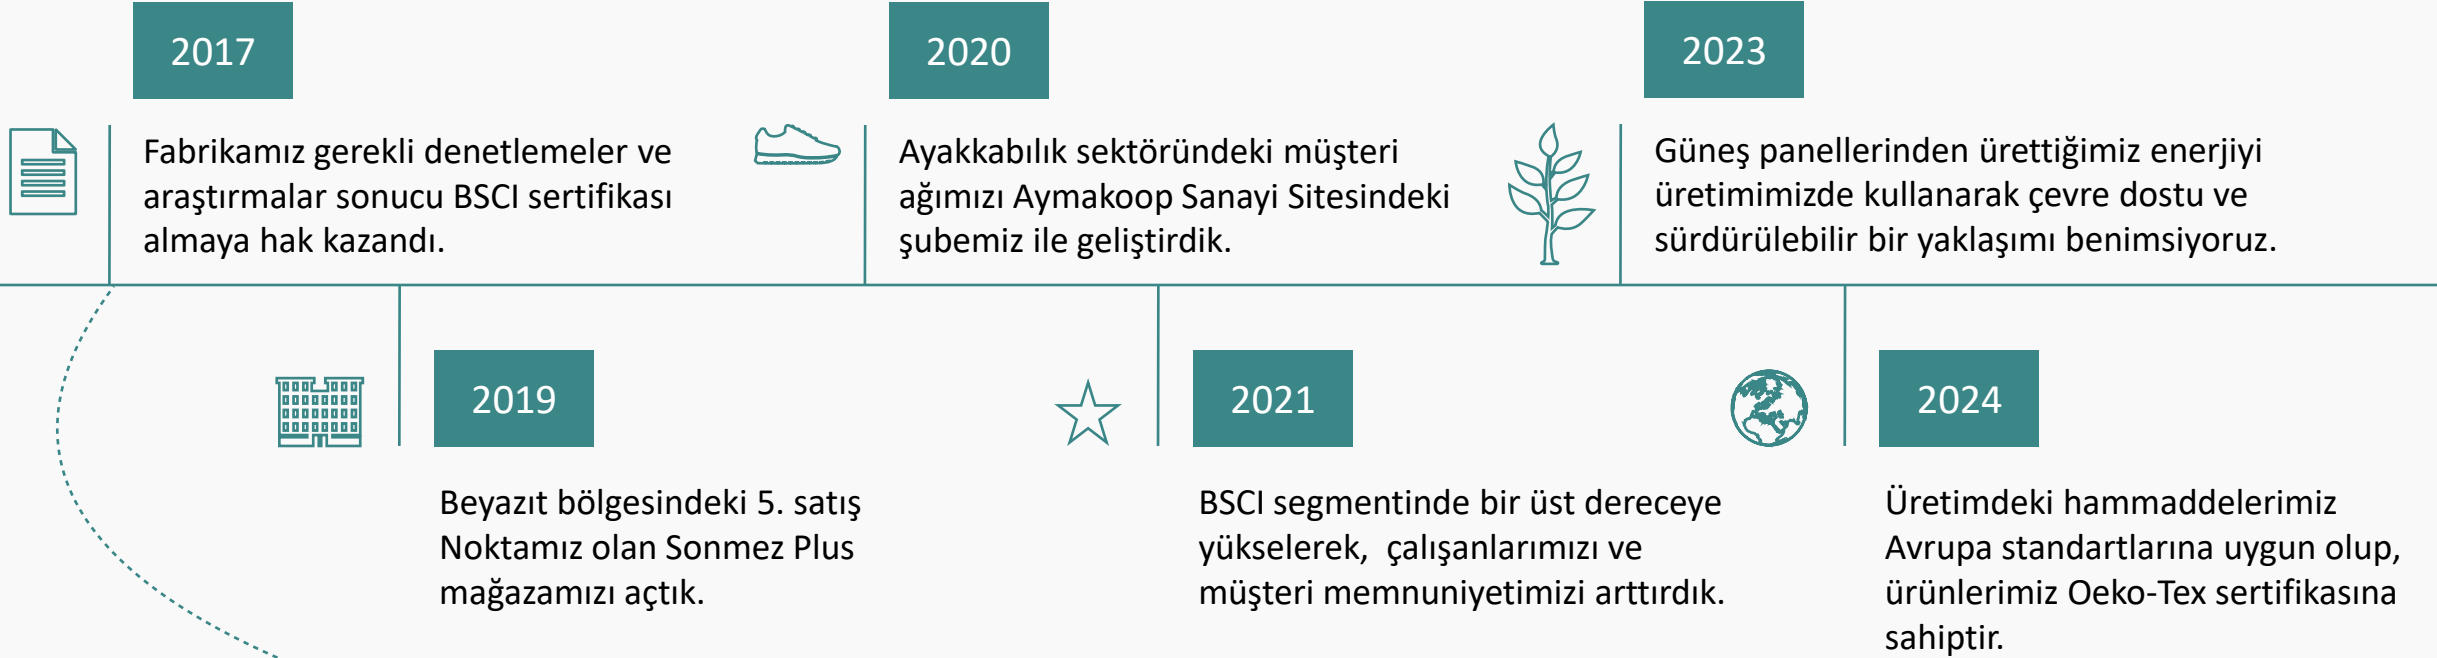 2017
Fabrikamız gerekli denetlemeler ve
araştırmalar sonucu BSCI sertifikası
almaya hak kazandı.
2019
Beyazıt bölgesindeki 5. satış
Noktamız olan Sonmez Plus
mağazamızı açtık.
2020
Ayakkabılık sektöründeki müşteri
ağımızı Aymakoop Sanayi Sitesindeki
şubemiz ile geliştirdik.
2021
BSCI segmentinde bir üst dereceye
yükselerek,  çalışanlarımızı ve
müşteri memnuniyetimizi arttırdık.
2023
Güneş panellerinden ürettiğimiz enerjiyi
üretimimizde kullanarak çevre dostu ve
sürdürülebilir bir yaklaşımı benimsiyoruz.
2024
Üretimdeki hammaddelerimiz
Avrupa standartlarına uygun olup,
ürünlerimiz Oeko-Tex sertifikasına
sahiptir.